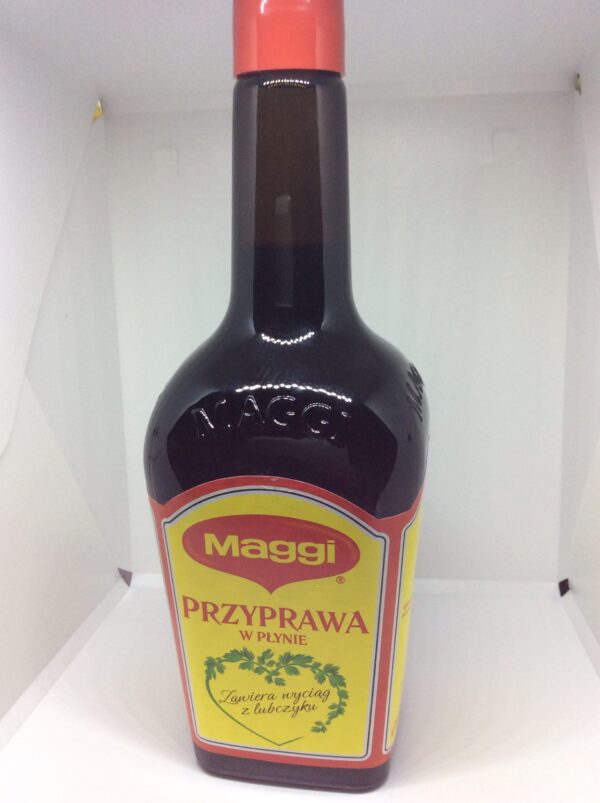 MAGGI
Maggi
®
PRZYPRAWA
W PŁYNIE
Zawiera wyciąg
z lubczyku